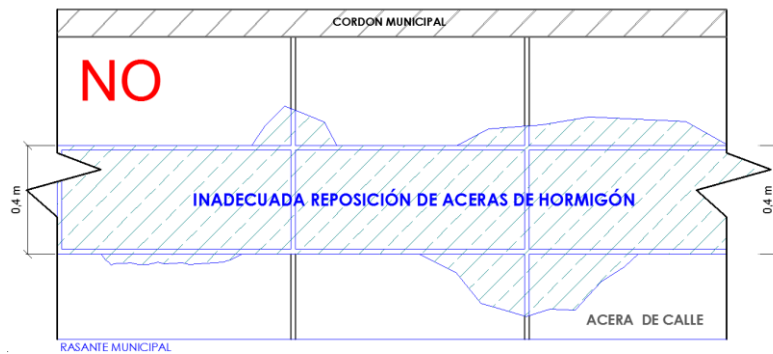 CORDON MUNICIPAL
NO
0,4 m
INADECUADA REPOSICIÓN DE ACERAS DE HORMIGÓN
0,4 m
ACERA DE CALLE
RASANTE MUNICIPAL